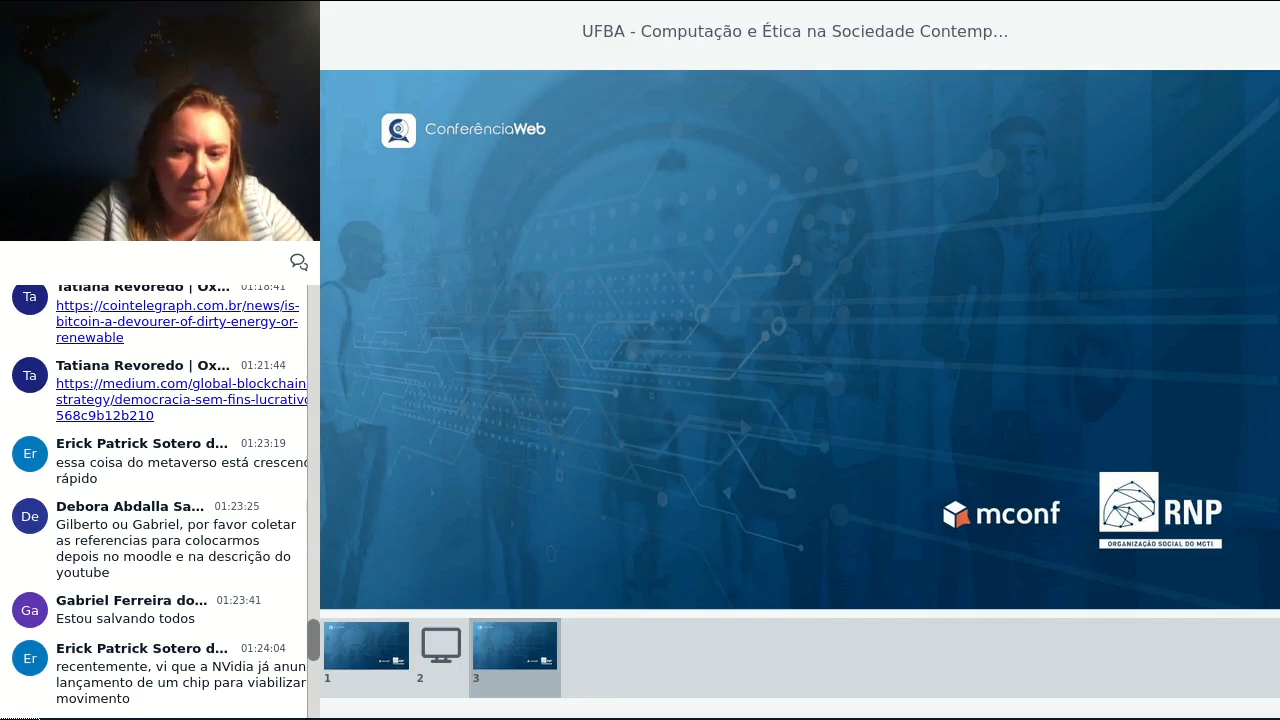 UFBA - Computação e Ética na Sociedade Contemp…
ConferênciaWeb
mconf
RNP
ORGANIZAÇÃO SOCIAL DO MCTI
Ta
Tatiana Revoredo | Ox... 01:18:41
https://cointelegraph.com.br/news/is-
bitcoin-a-devourer-of-dirty-energy-or-
renewable
Ta
Tatiana Revoredo | Ox... 01:21:44
https://medium.com/global-blockchain
strategy/democracia-sem-fins-lucrativo
568c9b12b210
Er
Erick Patrick Sotero d... 01:23:19
essa coisa do metaverso está crescend
rápido
De
Debora Abdalla Sa... 01:23:25
Gilberto ou Gabriel, por favor coletar
as referencias para colocarmos
depois no moodle e na descrição do
youtube
Ga
Gabriel Ferreira do... 01:23:41
Estou salvando todos
Er
Erick Patrick Sotero d... 01:24:04
recentemente, vi que a NVidia já anun
lançamento de um chip para viabilizar
movimento
1
2
3